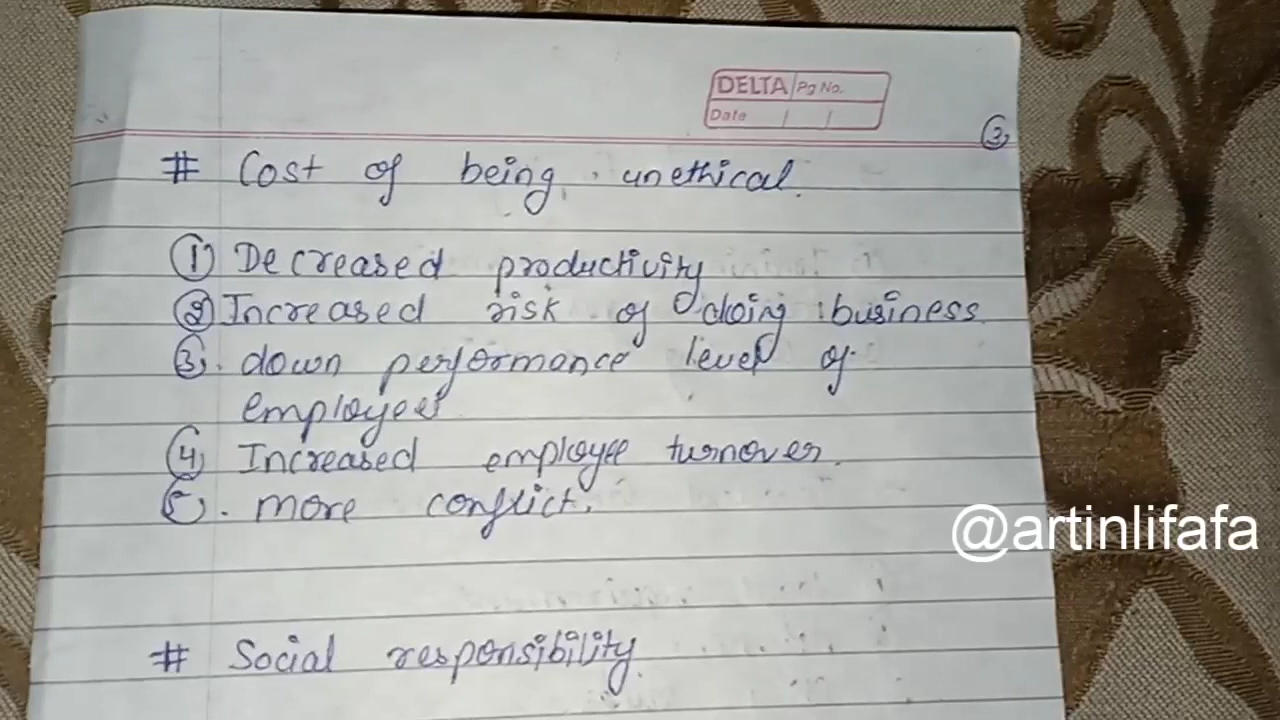 DELTA Pg No.
Date / /
3
# Cost of being unethical.
1 Decreased productivity
2 Increased risk of doing business
3. down performance level of
employees
4 Increased employee turnover.
5. more conflict.
# Social responsibility.
@artinlifafa